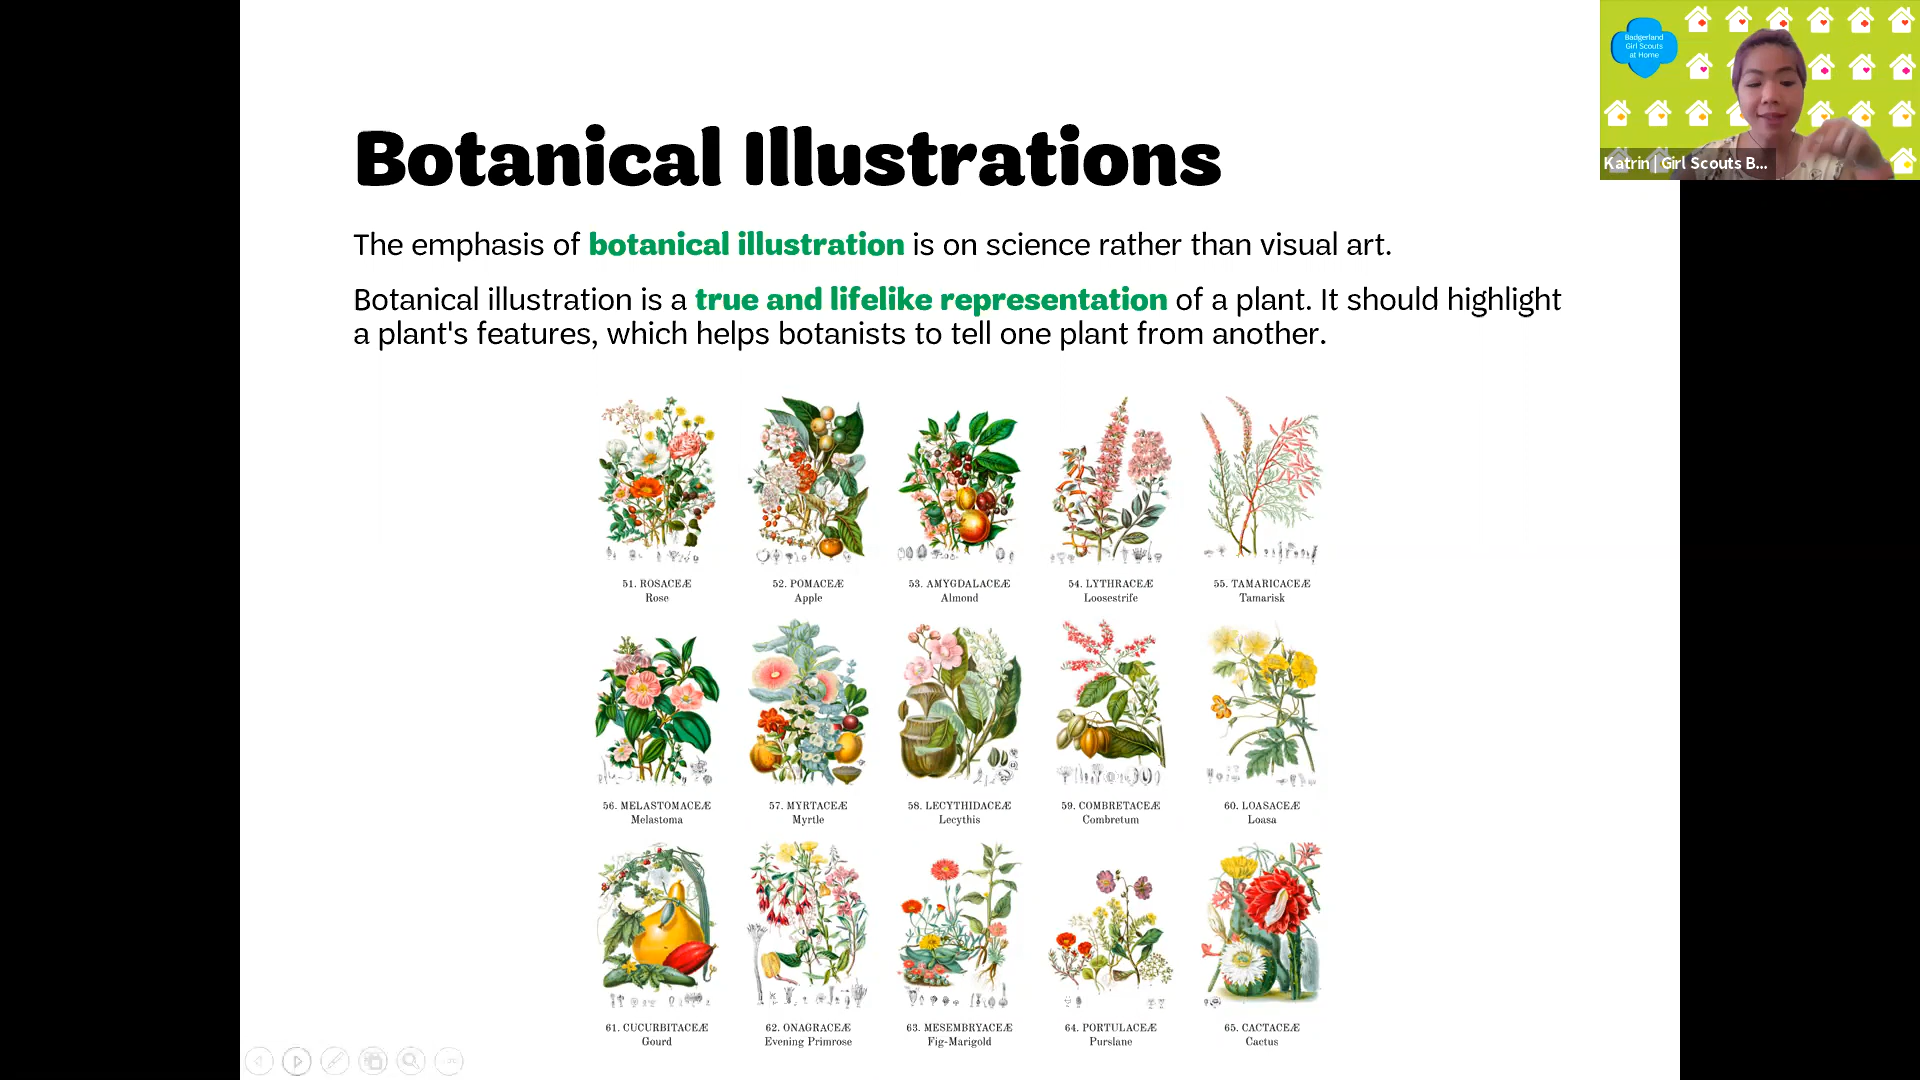 Badgerland
Girl Scouts
at Home
Katrin | Girl Scouts B...
Botanical Illustrations
The emphasis of botanical illustration is on science rather than visual art.
Botanical illustration is a true and lifelike representation of a plant. It should highlight
a plant's features, which helps botanists to tell one plant from another.
51. ROSACEÆ
Rose
52. POMACEÆ
Apple
53. AMYGDALACEÆ
Almond
54. LYTHRACEÆ
Loosestrife
55. TAMARICACEÆ
Tamarisk
56. MELASTOMACEÆ
Melastoma
57. MYRTACEÆ
Myrtle
58. LECYTHIDACEÆ
Lecythis
59. COMBRETACEÆ
Combretum
60. LOASACEÆ
Loasa
61. CUCURBITACEÆ
Gourd
62. ONAGRACEÆ
Evening Primrose
63. MESEMBRYACEÆ
Fig-Marigold
64. PORTULACEÆ
Purslane
65. CACTACEÆ
Cactus